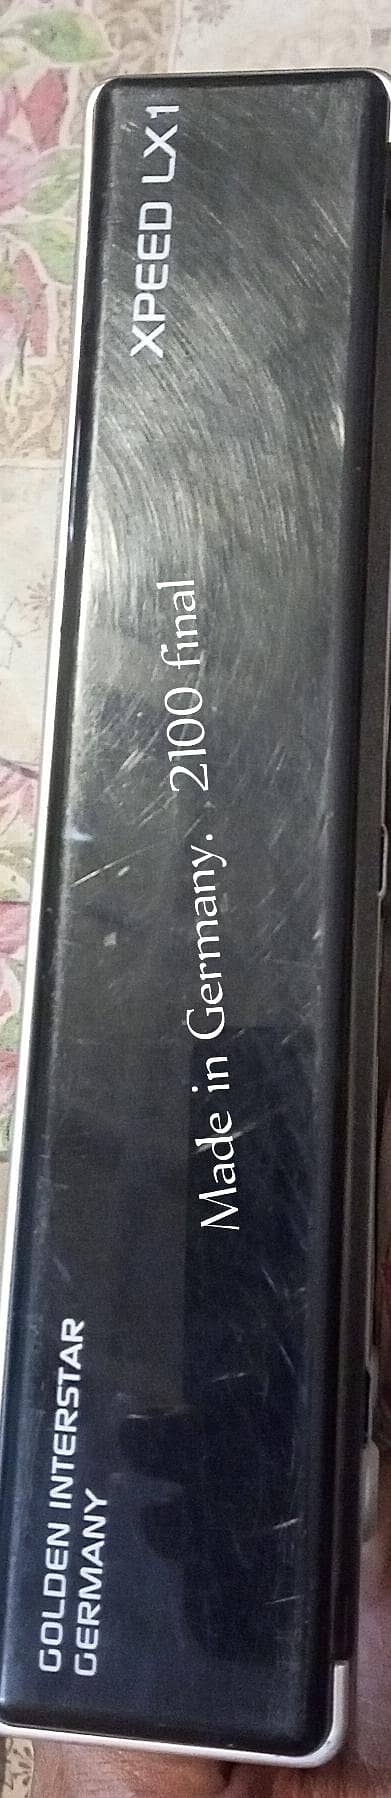 GOLDEN INTERSTAR
GERMANY
Made in Germany. 2100 final
XPEED LX1